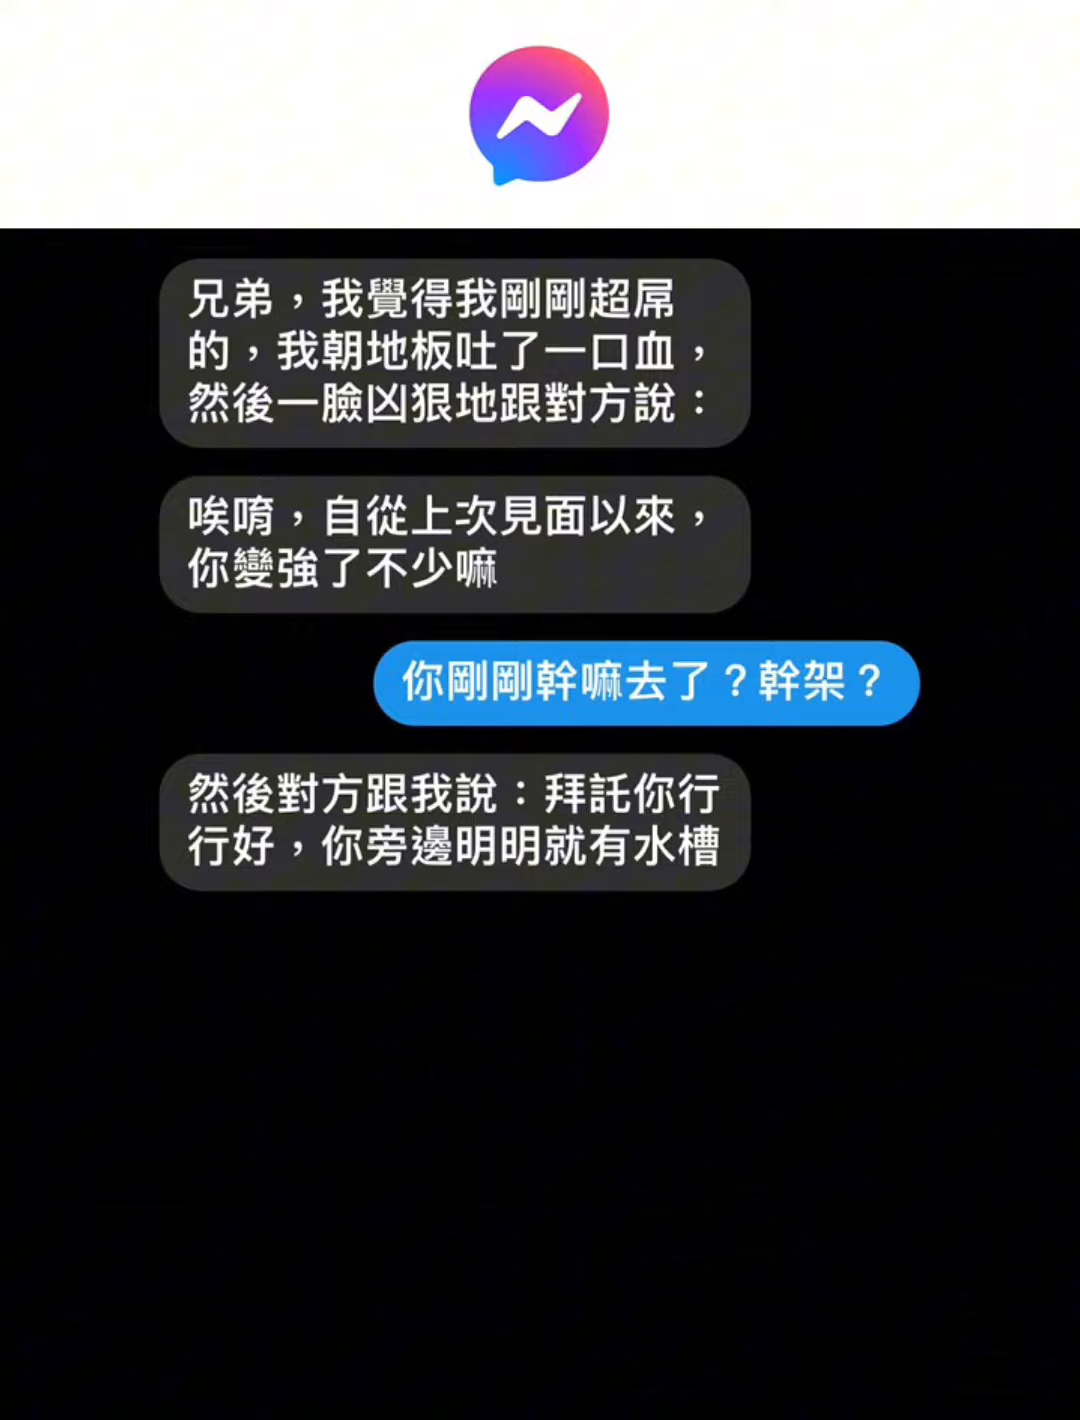 兄弟，我覺得我剛剛超屌
的，我朝地板吐了一口血，
然後一臉凶狠地跟對方說：
唉唷，自從上次見面以來，
你變強了不少嘛
你剛剛幹嘛去了？幹架？
然後對方跟我說：拜託你行
行好，你旁邊明明就有水槽